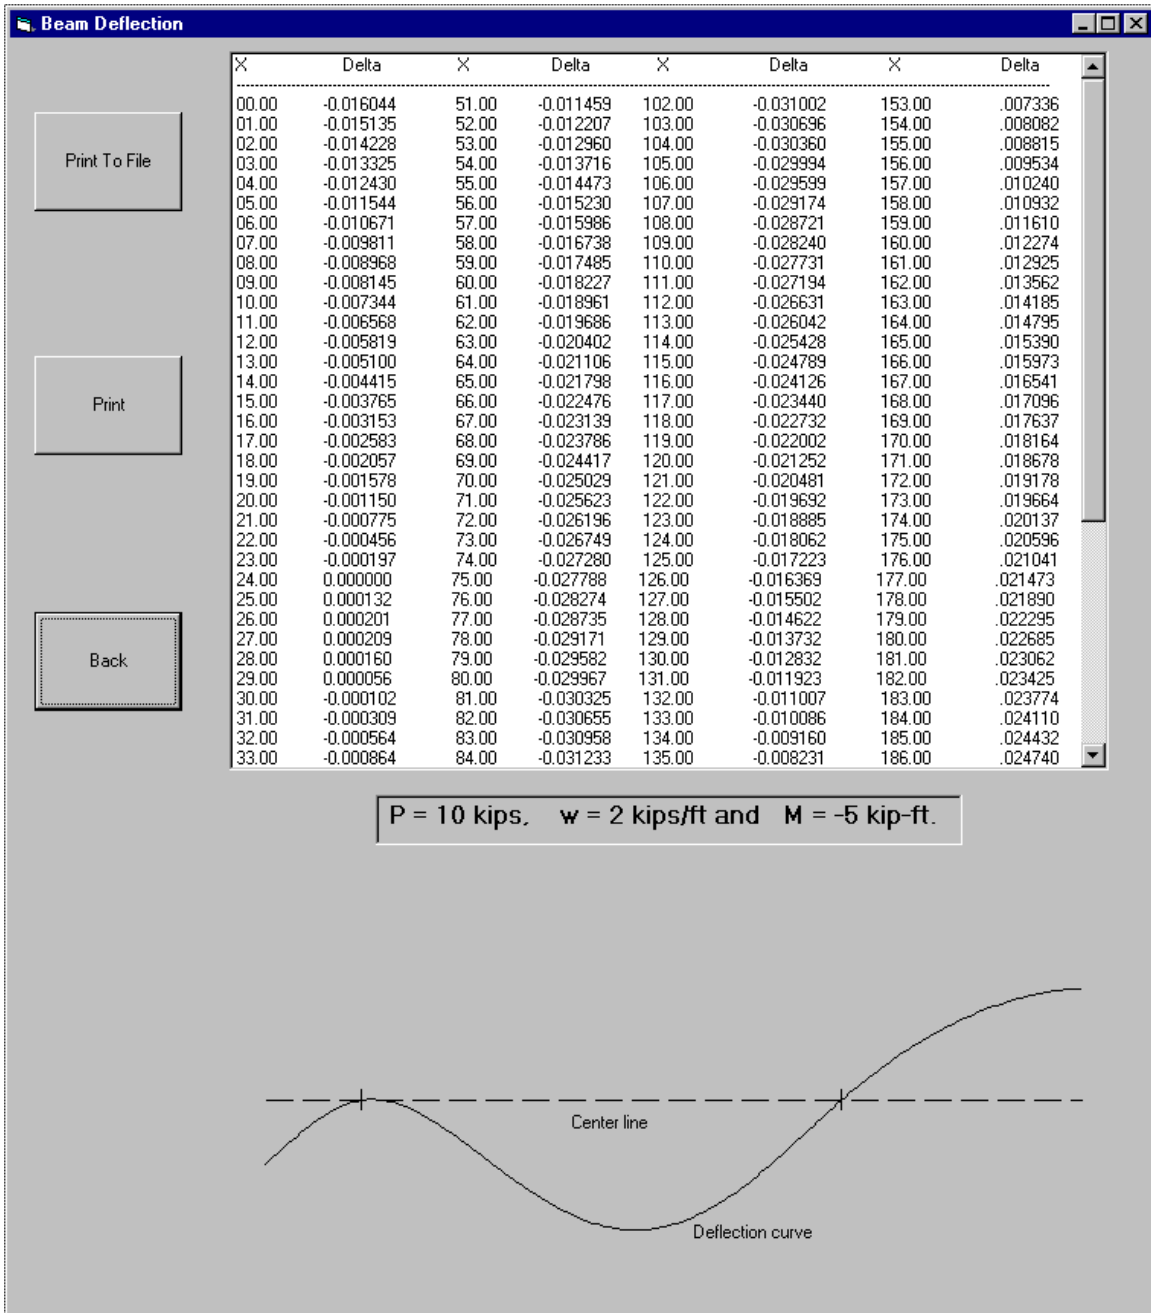 Beam Deflection
X Delta X Delta X Delta X Delta
00.00 -0.016044 51.00 -0.011459 102.00 -0.031002 153.00 .007336
01.00 -0.015135 52.00 -0.012207 103.00 -0.030696 154.00 .008082
02.00 -0.014228 53.00 -0.012960 104.00 -0.030360 155.00 .008815
03.00 -0.013325 54.00 -0.013716 105.00 -0.029994 156.00 .009534
04.00 -0.012430 55.00 -0.014473 106.00 -0.029599 157.00 .010240
05.00 -0.011544 56.00 -0.015230 107.00 -0.029174 158.00 .010932
06.00 -0.010671 57.00 -0.015986 108.00 -0.028721 159.00 .011610
07.00 -0.009811 58.00 -0.016738 109.00 -0.028240 160.00 .012274
08.00 -0.008968 59.00 -0.017485 110.00 -0.027731 161.00 .012925
09.00 -0.008145 60.00 -0.018227 111.00 -0.027194 162.00 .013562
10.00 -0.007344 61.00 -0.018961 112.00 -0.026631 163.00 .014185
11.00 -0.006568 62.00 -0.019686 113.00 -0.026042 164.00 .014795
12.00 -0.005819 63.00 -0.020402 114.00 -0.025428 165.00 .015390
13.00 -0.005100 64.00 -0.021106 115.00 -0.024789 166.00 .015973
14.00 -0.004415 65.00 -0.021798 116.00 -0.024126 167.00 .016541
15.00 -0.003765 66.00 -0.022476 117.00 -0.023440 168.00 .017096
16.00 -0.003153 67.00 -0.023139 118.00 -0.022732 169.00 .017637
17.00 -0.002583 68.00 -0.023786 119.00 -0.022002 170.00 .018164
18.00 -0.002057 69.00 -0.024417 120.00 -0.021252 171.00 .018678
19.00 -0.001578 70.00 -0.025029 121.00 -0.020481 172.00 .019178
20.00 -0.001150 71.00 -0.025623 122.00 -0.019692 173.00 .019664
21.00 -0.000775 72.00 -0.026196 123.00 -0.018885 174.00 .020137
22.00 -0.000456 73.00 -0.026749 124.00 -0.018062 175.00 .020596
23.00 -0.000197 74.00 -0.027280 125.00 -0.017223 176.00 .021041
24.00 0.000000 75.00 -0.027788 126.00 -0.016369 177.00 .021473
25.00 0.000132 76.00 -0.028274 127.00 -0.015502 178.00 .021890
26.00 0.000201 77.00 -0.028735 128.00 -0.014622 179.00 .022295
27.00 0.000209 78.00 -0.029171 129.00 -0.013732 180.00 .022685
28.00 0.000160 79.00 -0.029582 130.00 -0.012832 181.00 .023062
29.00 0.000056 80.00 -0.029967 131.00 -0.011923 182.00 .023425
30.00 -0.000102 81.00 -0.030325 132.00 -0.011007 183.00 .023774
31.00 -0.000309 82.00 -0.030655 133.00 -0.010086 184.00 .024110
32.00 -0.000564 83.00 -0.030958 134.00 -0.009160 185.00 .024432
33.00 -0.000864 84.00 -0.031233 135.00 -0.008231 186.00 .024740
Print To File
Print
Back
P = 10 kips, w = 2 kips/ft and M = -5 kip-ft.
Center line
Deflection curve